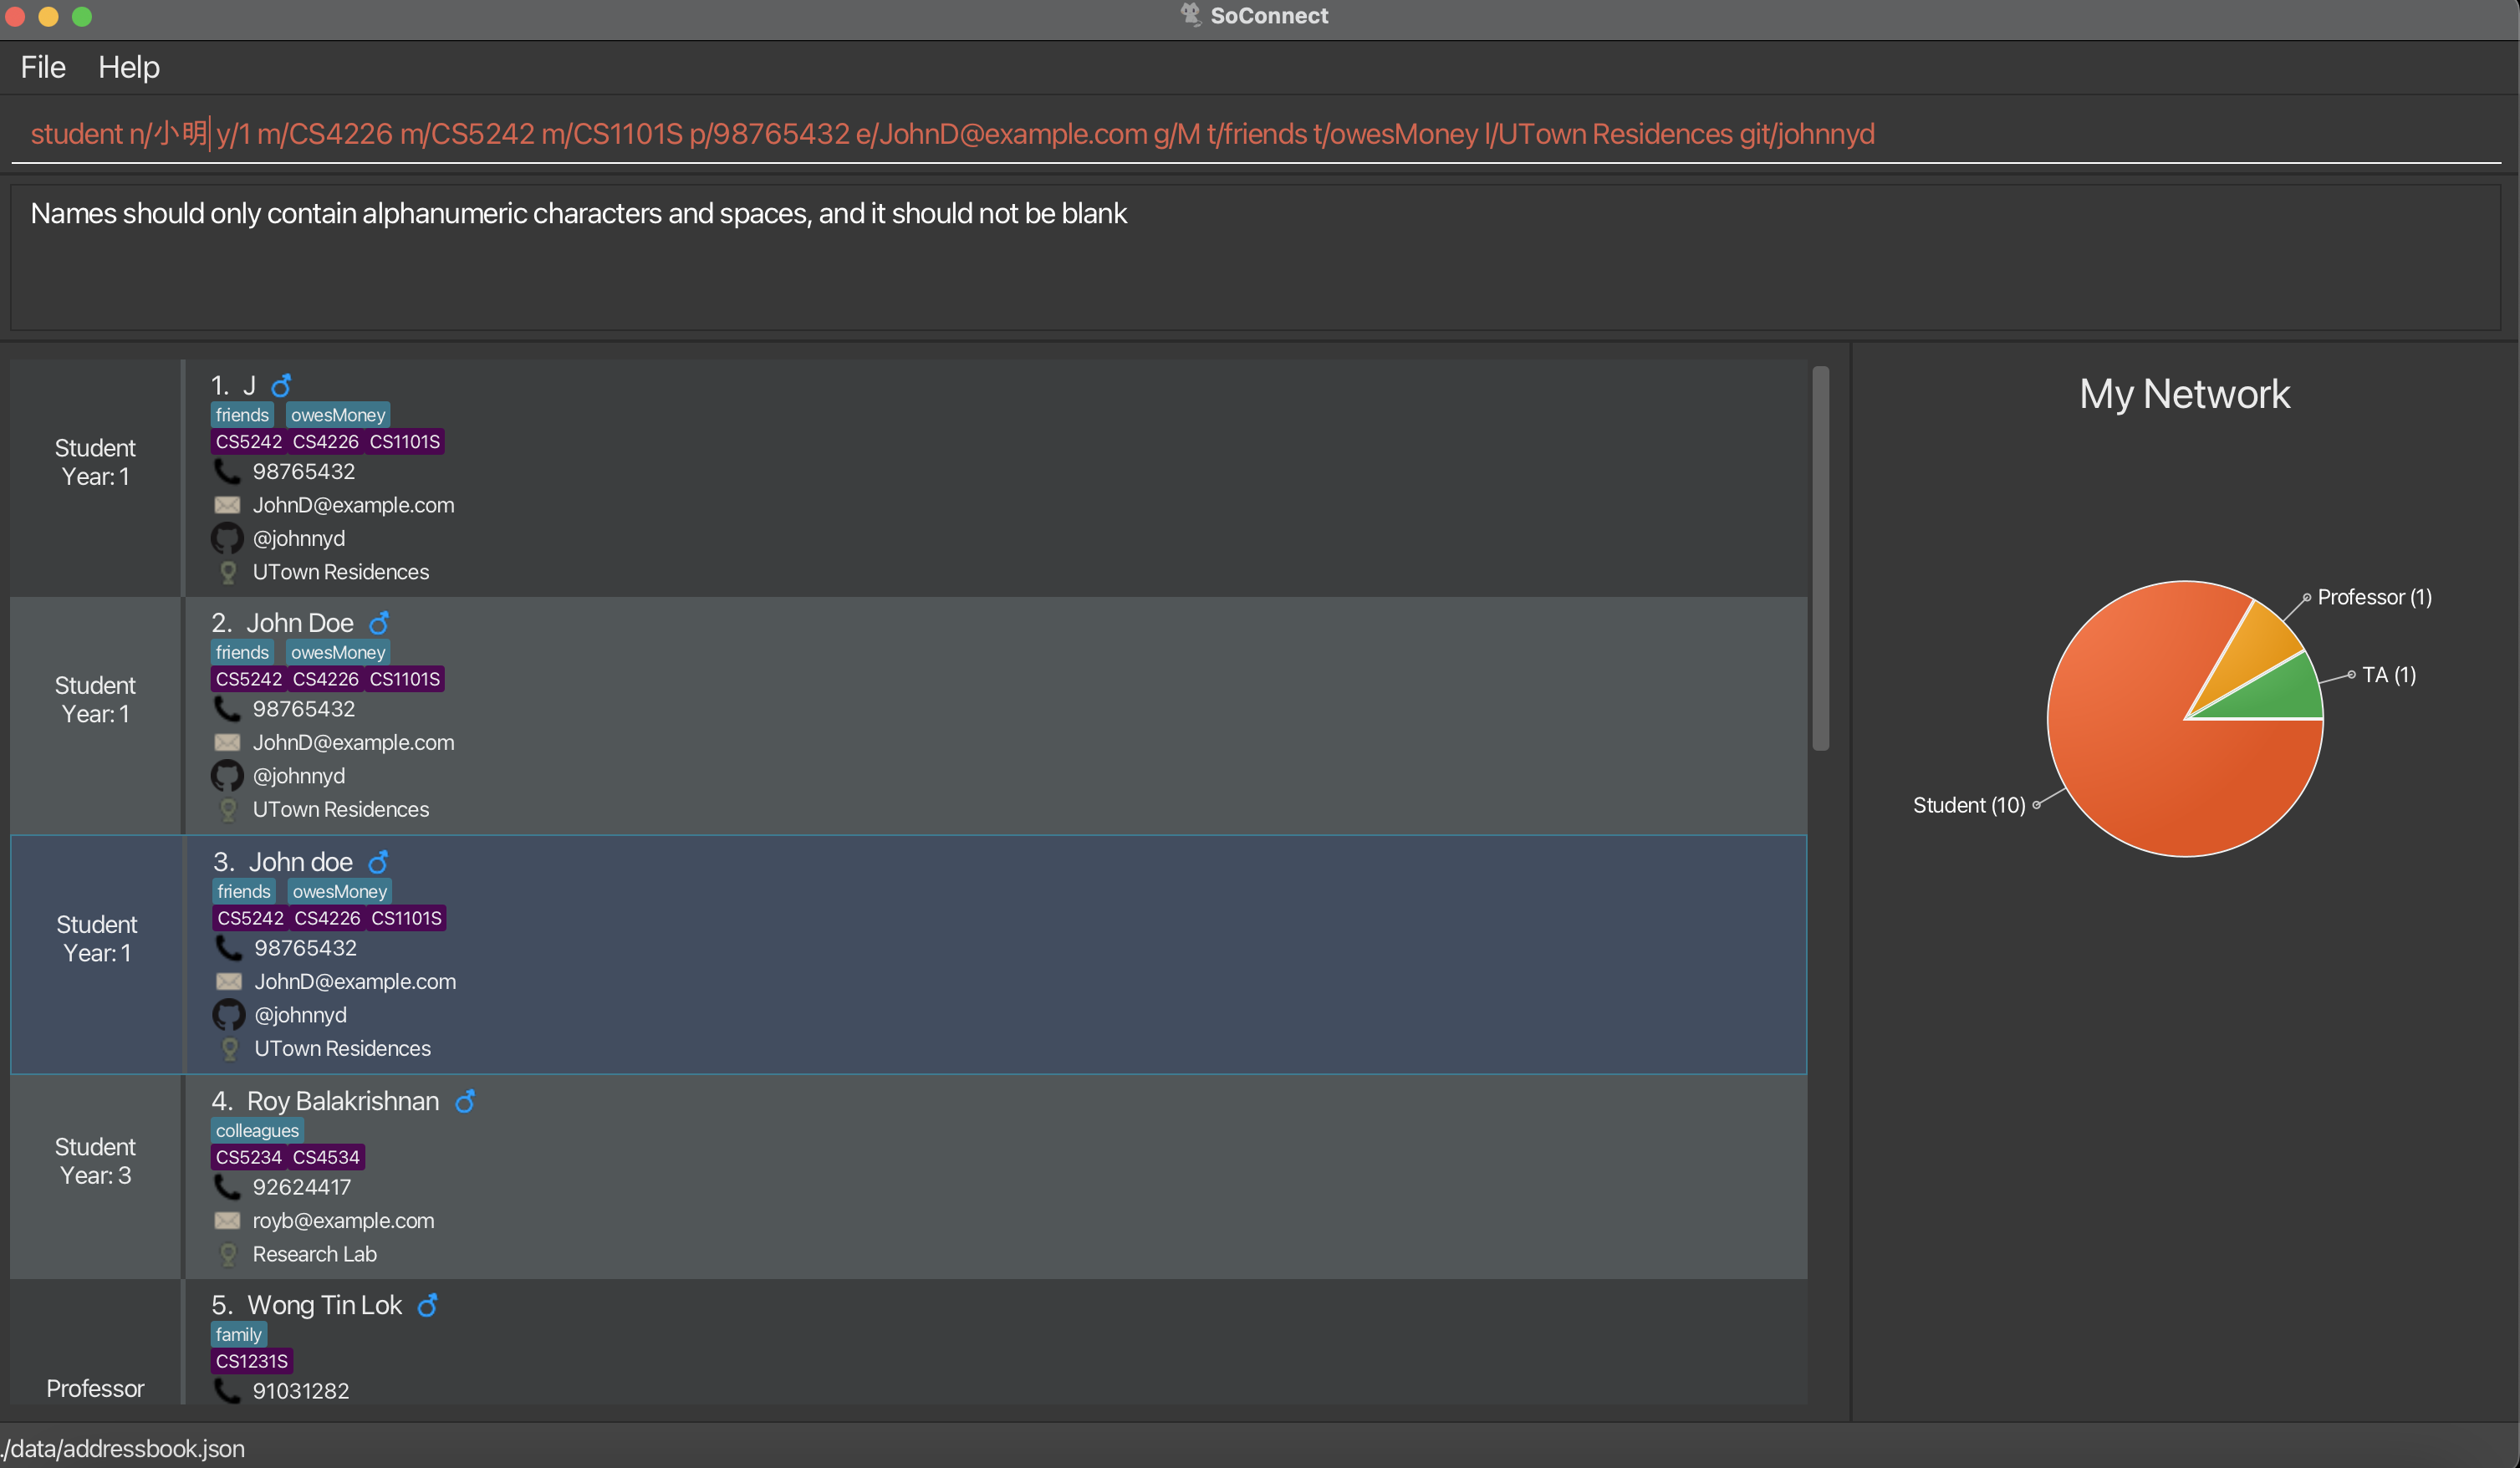 SoConnect
File Help
student n/小明 y/1 m/CS4226 m/CS5242 m/CS1101S p/98765432 e/JohnD@example.com g/M t/friends t/owesMoney l/UTown Residences git/johnnyd
Names should only contain alphanumeric characters and spaces, and it should not be blank
Student
Year: 1
1. J
friends owesMoney
CS5242 CS4226 CS1101S
98765432
JohnD@example.com
@johnnyd
UTown Residences
Student
Year: 1
2. John Doe
friends owesMoney
CS5242 CS4226 CS1101S
98765432
JohnD@example.com
@johnnyd
UTown Residences
Student
Year: 1
3. John doe
friends owesMoney
CS5242 CS4226 CS1101S
98765432
JohnD@example.com
@johnnyd
UTown Residences
Student
Year: 3
4. Roy Balakrishnan
colleagues
CS5234 CS4534
92624417
royb@example.com
Research Lab
Professor
5. Wong Tin Lok
family
CS1231S
91031282
My Network
Professor (1)
TA (1)
Student (10)
./data/addressbook.json